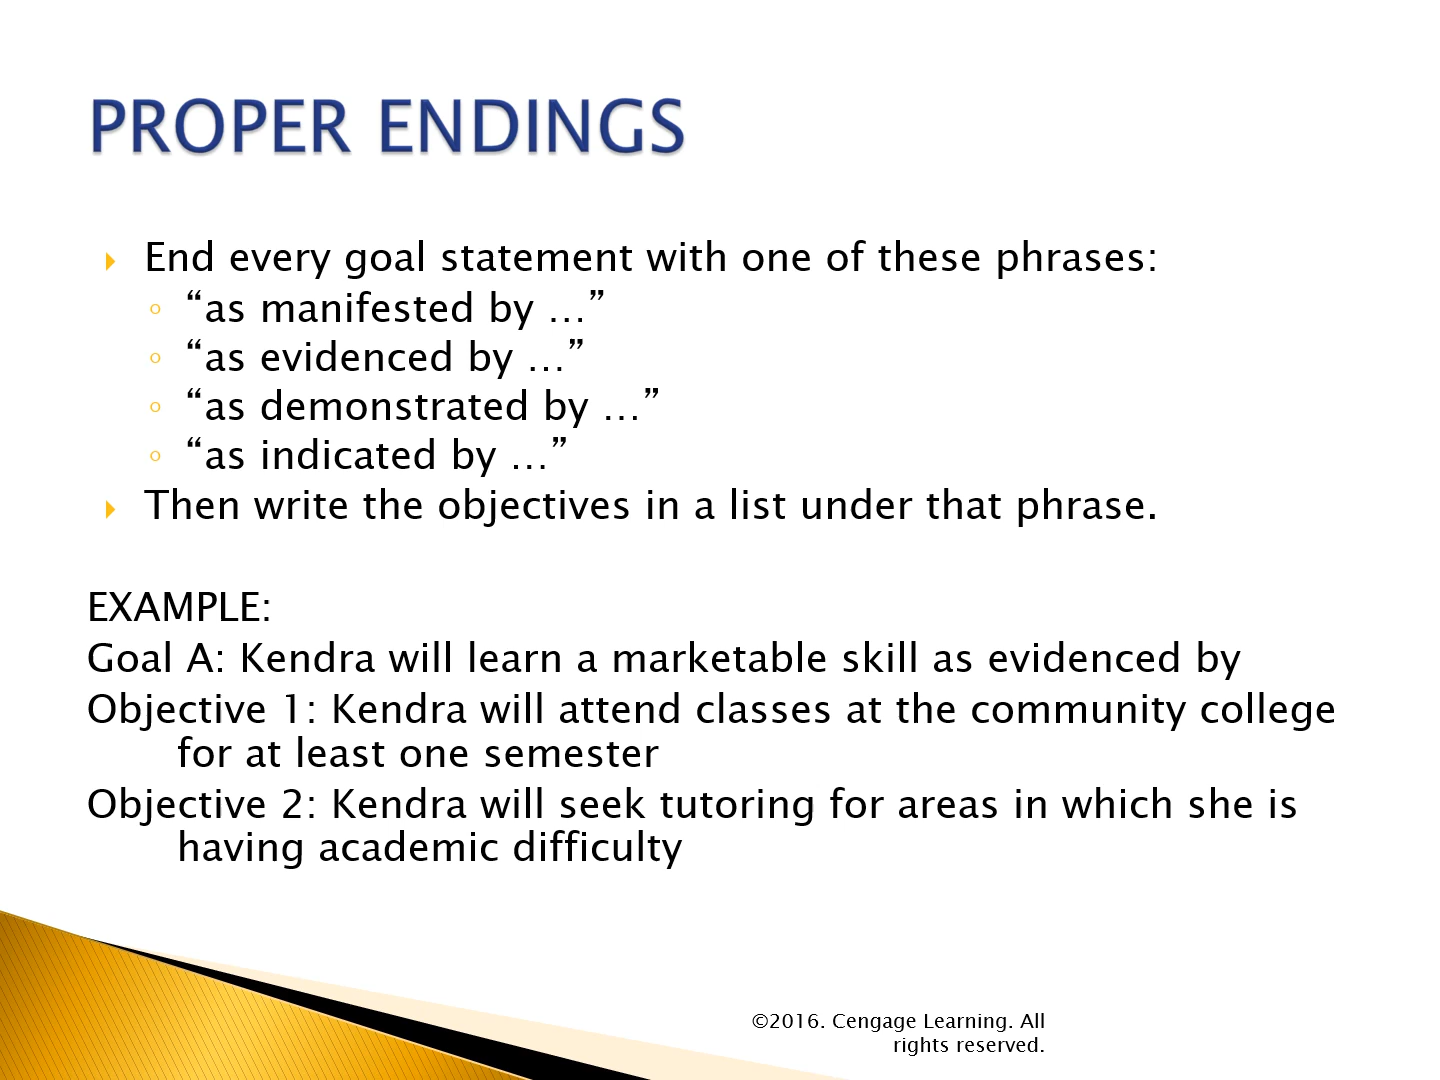 PROPER ENDINGS
End every goal statement with one of these phrases:
“as manifested by …”
“as evidenced by …”
“as demonstrated by …”
“as indicated by …”
Then write the objectives in a list under that phrase.
EXAMPLE:
Goal A: Kendra will learn a marketable skill as evidenced by
Objective 1: Kendra will attend classes at the community college
for at least one semester
Objective 2: Kendra will seek tutoring for areas in which she is
having academic difficulty
©2016. Cengage Learning. All
rights reserved.